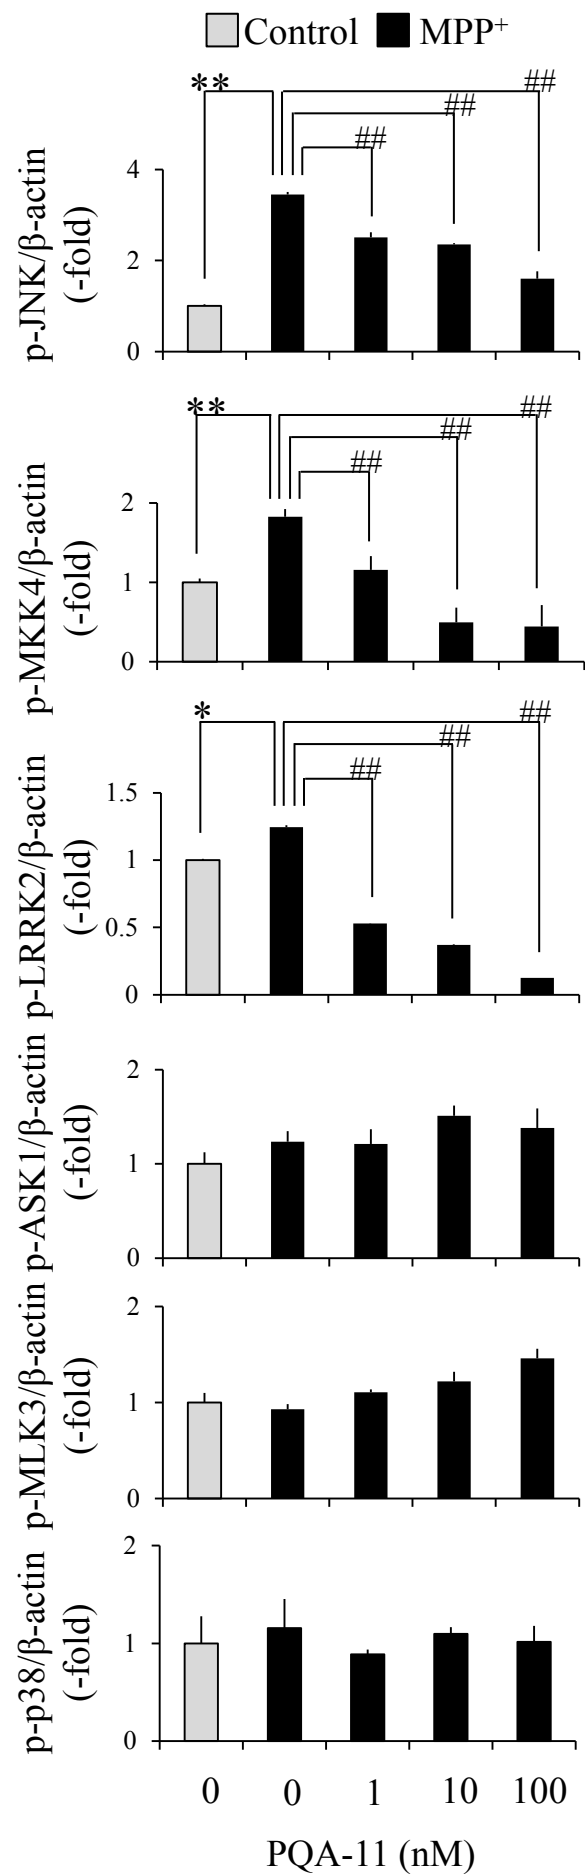 Control MPP⁺
p-JNK/β-actin
(-fold)
** ## ## ##
4
2
0
p-MKK4/β-actin
(-fold)
** ## ## ##
2
1
0
p-LRRK2/β-actin
(-fold)
* ## ## ##
1.5
1
0.5
0
p-ASK1/β-actin
(-fold)
2
1
0
p-MLK3/β-actin
(-fold)
2
1
0
p-p38/β-actin
(-fold)
2
1
0
0 0 1 10 100
PQA-11 (nM)